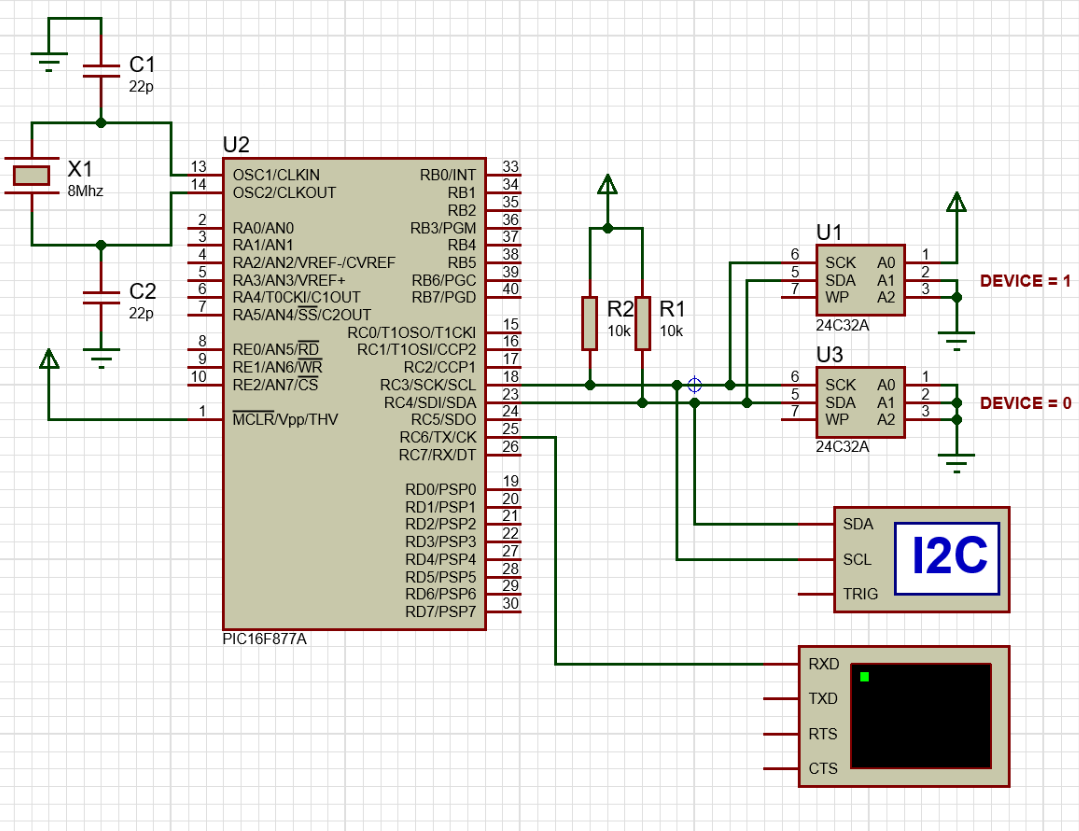 C1
22p
X1
8Mhz
C2
22p
U2
13 OSC1/CLKIN
14 OSC2/CLKOUT
2 RA0/AN0
3 RA1/AN1
4 RA2/AN2/VREF-/CVREF
5 RA3/AN3/VREF+
6 RA4/T0CKI/C1OUT
7 RA5/AN4/SS/C2OUT
8 RE0/AN5/RD
9 RE1/AN6/WR
10 RE2/AN7/CS
1 MCLR/Vpp/THV
RB0/INT 33
RB1 34
RB2 35
RB3/PGM 36
RB4 37
RB5 38
RB6/PGC 39
RB7/PGD 40
RC0/T1OSO/T1CKI 15
RC1/T1OSI/CCP2 16
RC2/CCP1 17
RC3/SCK/SCL 18
RC4/SDI/SDA 23
RC5/SDO 24
RC6/TX/CK 25
RC7/RX/DT 26
RD0/PSP0 19
RD1/PSP1 20
RD2/PSP2 21
RD3/PSP3 22
RD4/PSP4 27
RD5/PSP5 28
RD6/PSP6 29
RD7/PSP7 30
PIC16F877A
R2
10k
R1
10k
U1
6 SCK A0 1
5 SDA A1 2
7 WP A2 3
24C32A
DEVICE = 1
U3
6 SCK A0 1
5 SDA A1 2
7 WP A2 3
24C32A
DEVICE = 0
SDA
SCL
TRIG
I2C
RXD
TXD
RTS
CTS